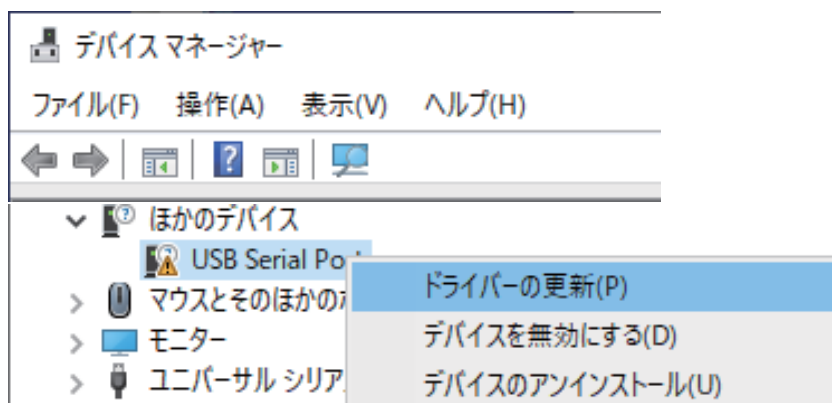 デバイス マネージャー
ファイル(F) 操作(A) 表示(V) ヘルプ(H)
ほかのデバイス
USB Serial
ドライバーの更新(P)
マウスとそのほかの
デバイスを無効にする(D)
モニター
ユニバーサル シリア
デバイスのアンインストール(U)